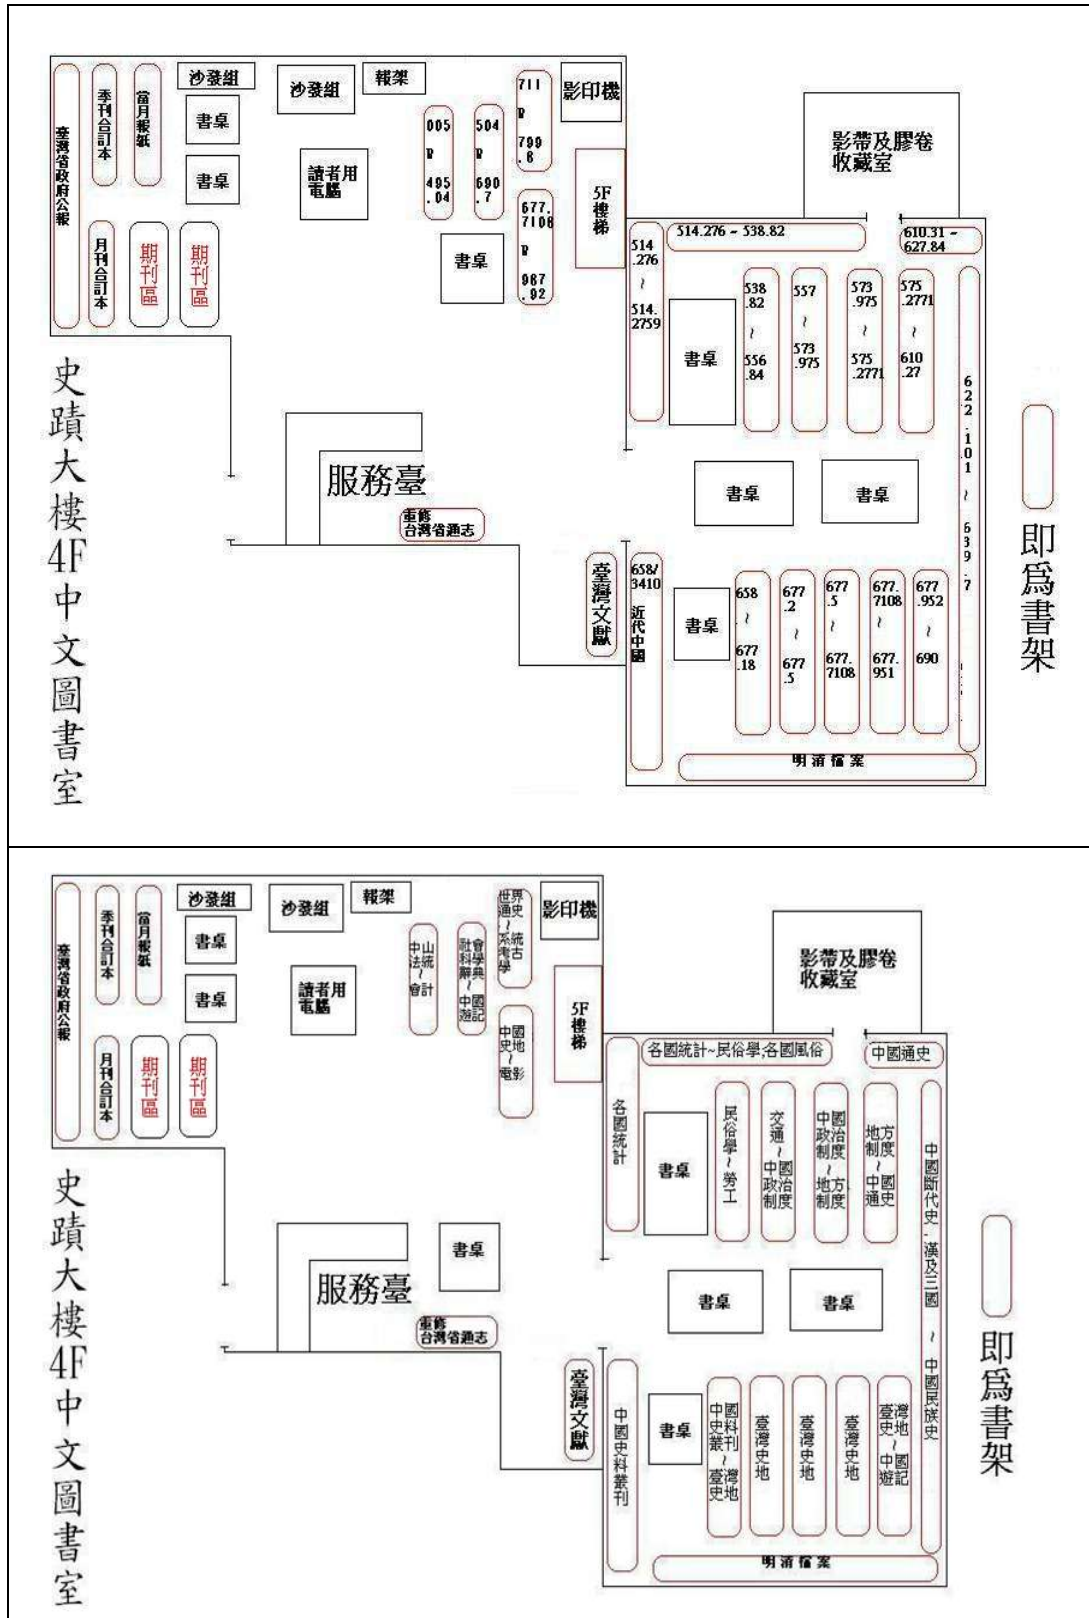 臺灣省政府公報
季刊合訂本
當月報紙
沙發組
書桌
書桌
月刊合訂本
期刊區
期刊區
沙發組
讀者用
電腦
報架
005
~
495
.04
504
~
690
.7
711
~
799
.8
677.
7108
~
987
.92
書桌
影印機
5F樓梯
影帶及膠卷
收藏室
514
.276
~
514.
2759
514.276 ~ 538.82
610.31 ~
627.84
書桌
538
.82
~
556
.84
557
~
573
.975
573
.975
~
575
.2771
575
.2771
~
610
.27
622.101 ~ 639.7
書桌
書桌
服務臺
重修
台灣省通志
臺灣文獻
658/
3410
近代中國
書桌
658
~
677
.18
677
.2
~
677
.5
677
.5
~
677.
7108
677.
7108
~
677.
951
677
.952
~
690
明清檔案
即為書架
史蹟大樓4F中文圖書室
臺灣省政府公報
季刊合訂本
當月報紙
沙發組
書桌
書桌
月刊合訂本
期刊區
期刊區
沙發組
讀者用
電腦
報架
中山
法統
~
會計
社會
科學
辭典
~
中國
遊記
世界
通史
~
系統
考古
學
中國
史地
~
電影
影印機
5F樓梯
影帶及膠卷
收藏室
各國統計
各國統計~民俗學;各國風俗
中國通史
書桌
民俗學~勞工
交通
~
中國
政治
制度
中國
政治
制度
~
地方
制度
地方
制度
~
中國
通史
中國斷代史.漢及三國 ~ 中國民族史
書桌
書桌
書桌
服務臺
重修
台灣省通志
臺灣文獻
中國史料叢刊
書桌
中國
史料
叢刊
~
臺灣
史地
臺灣史地
臺灣史地
臺灣史地
臺灣
史地
~
中國
遊記
明清檔案
即為書架
史蹟大樓4F中文圖書室